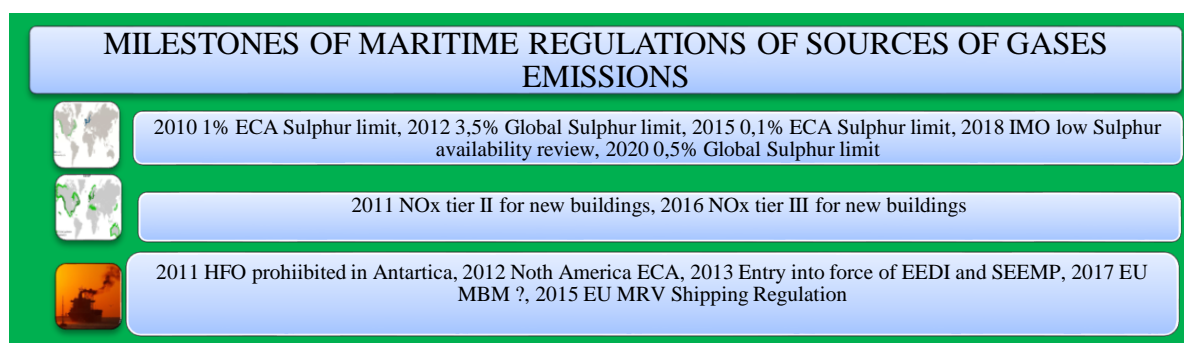 MILESTONES OF MARITIME REGULATIONS OF SOURCES OF GASES
EMISSIONS
2010 1% ECA Sulphur limit, 2012 3,5% Global Sulphur limit, 2015 0,1% ECA Sulphur limit, 2018 IMO low Sulphur
availability review, 2020 0,5% Global Sulphur limit
2011 NOx tier II for new buildings, 2016 NOx tier III for new buildings
2011 HFO prohiibited in Antartica, 2012 Noth America ECA, 2013 Entry into force of EEDI and SEEMP, 2017 EU
MBM ?, 2015 EU MRV Shipping Regulation